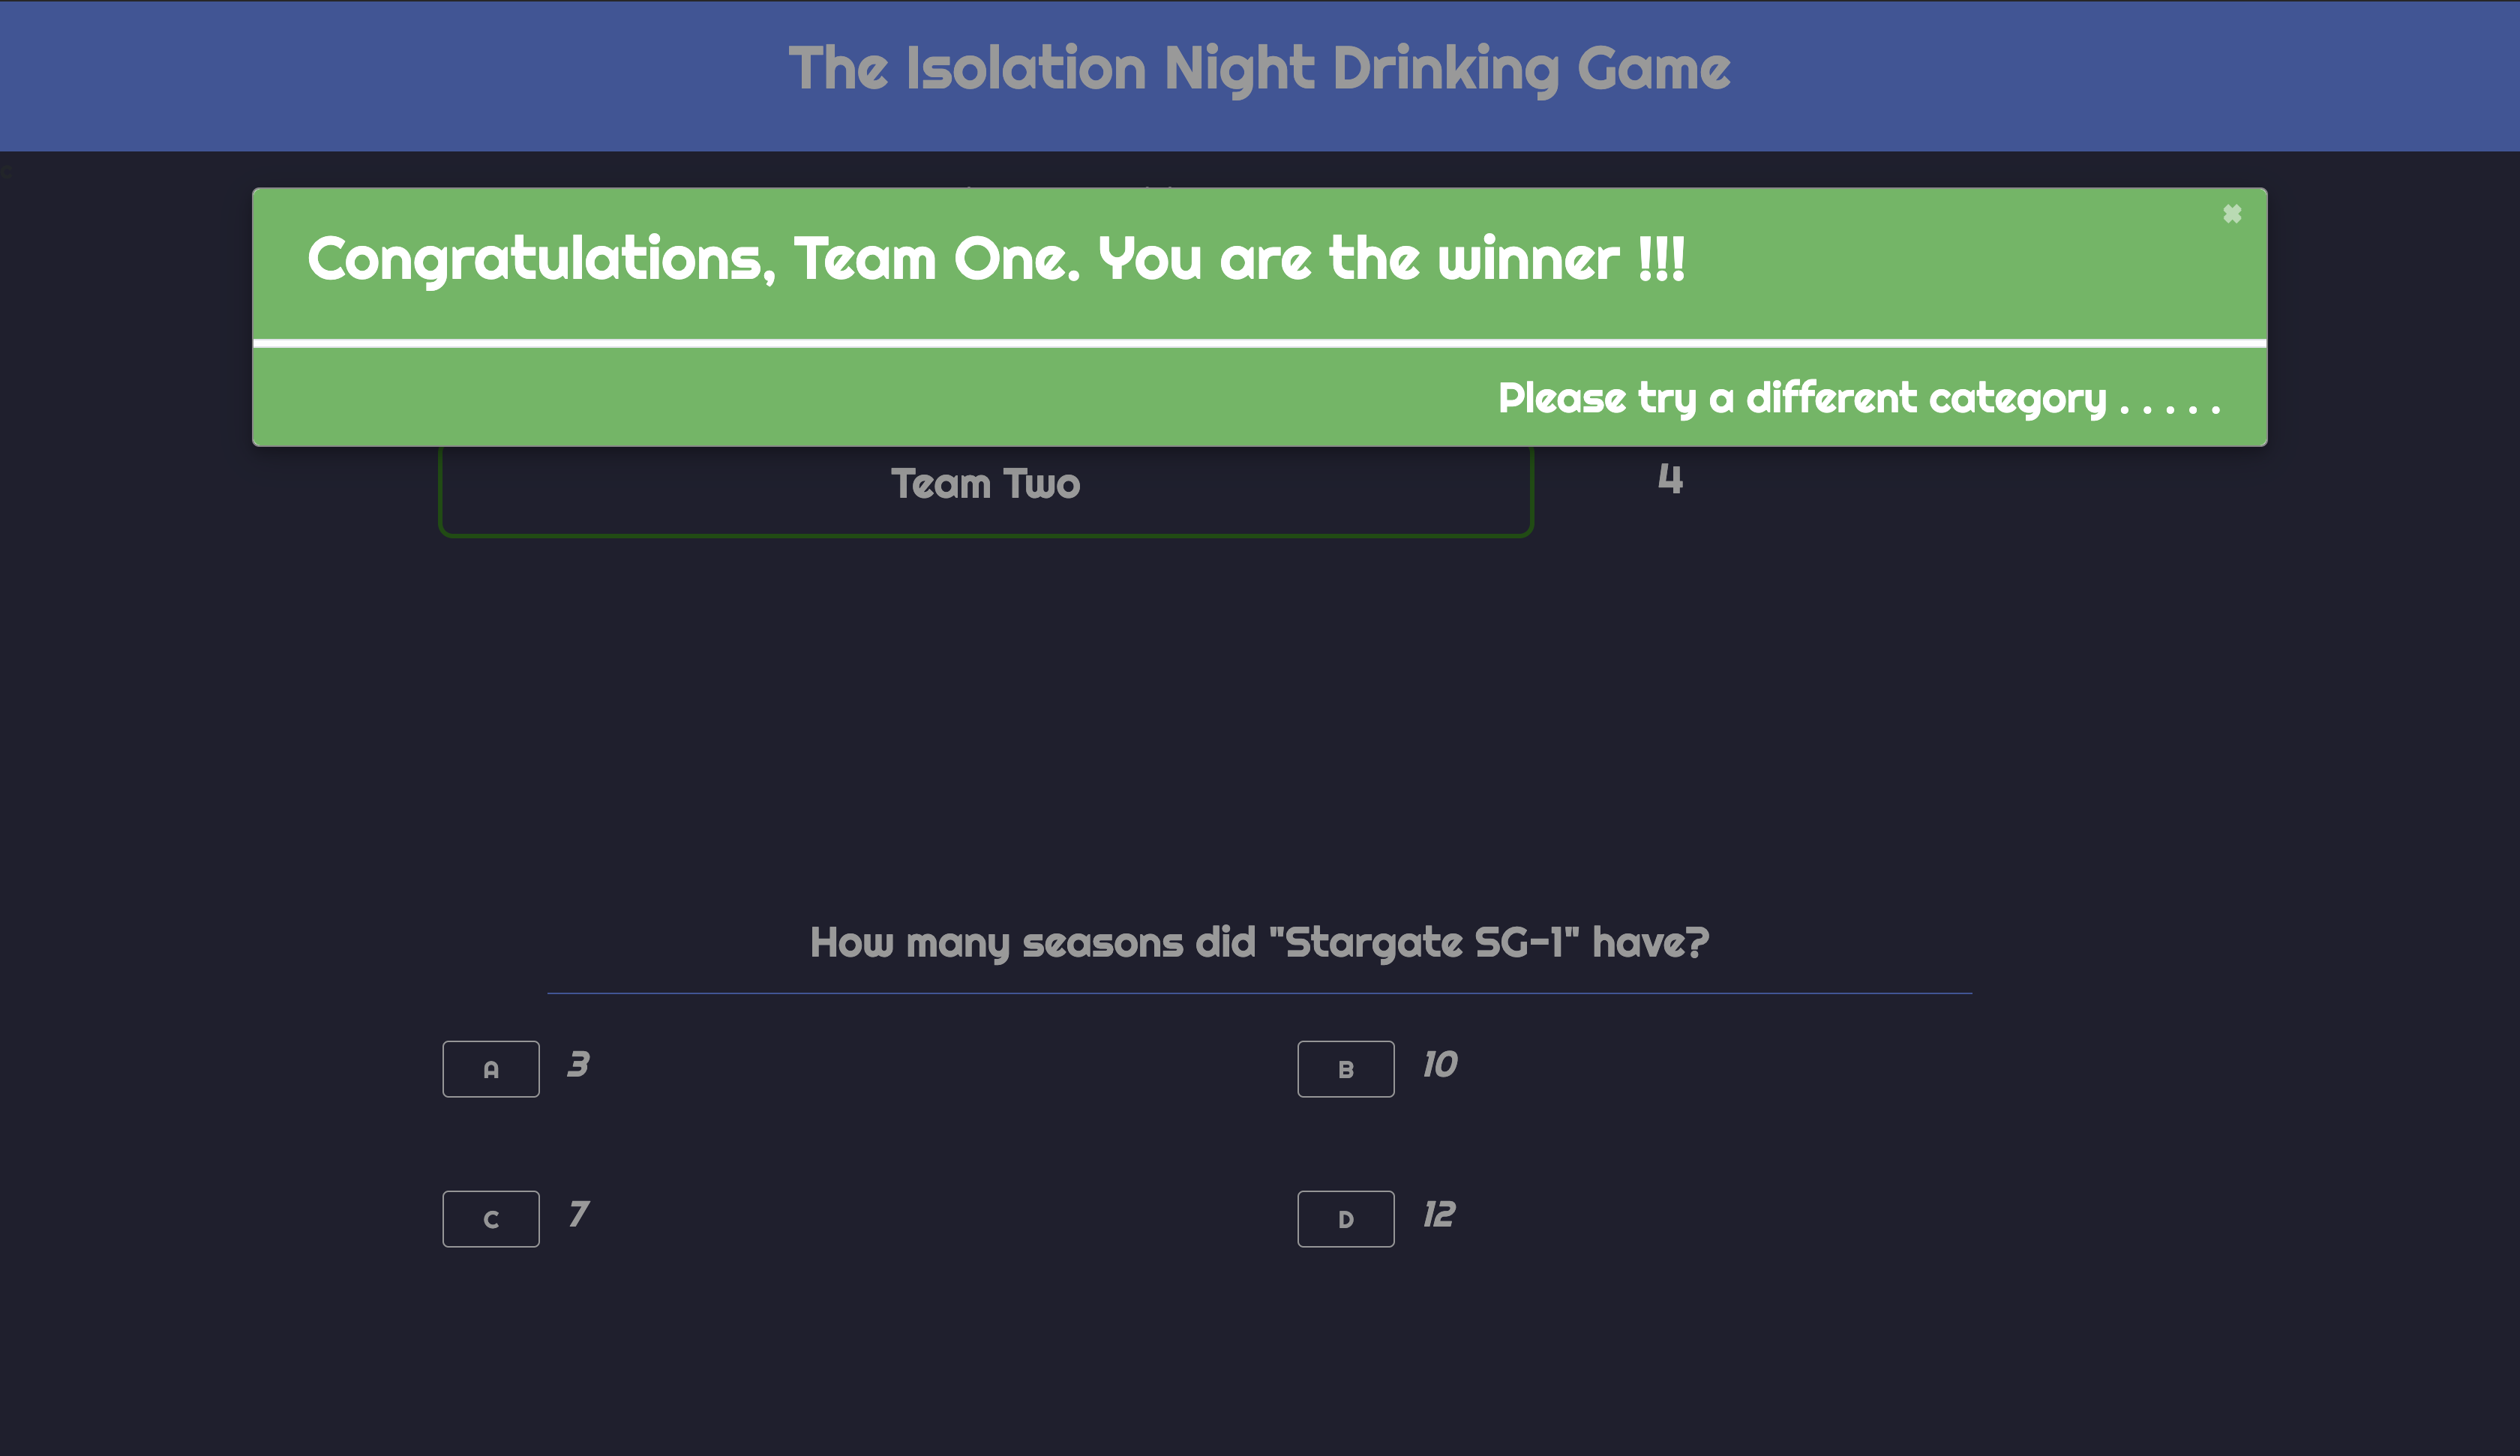 The Isolation Night Drinking Game
Congratulations, Team One. You are the winner !!!
Please try a different category . . . . .
Team Two 4
How many seasons did "Stargate SG-1" have?
A 3 B 10
C 7 D 12